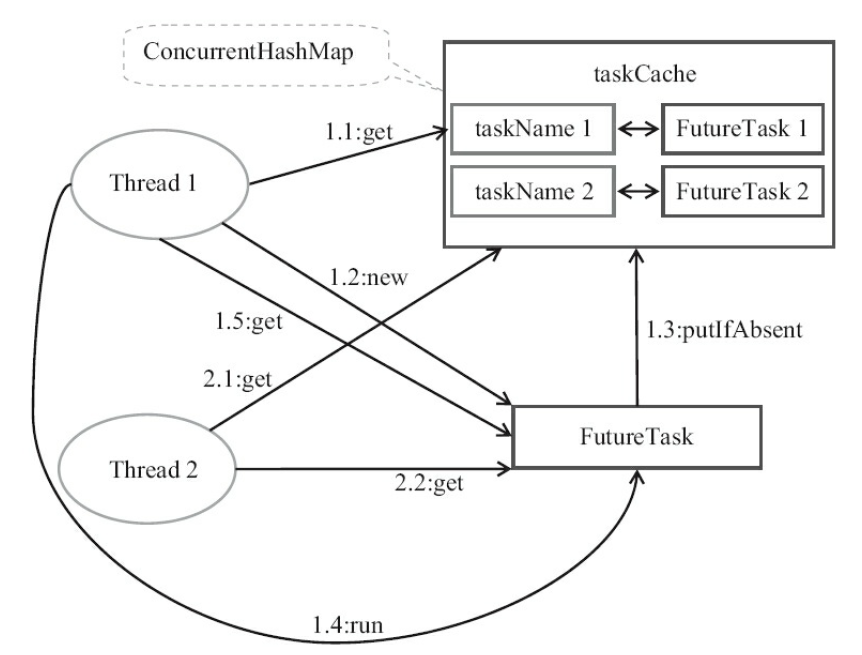 ConcurrentHashMap
taskCache
1.1:get
taskName 1
FutureTask 1
Thread 1
taskName 2
FutureTask 2
1.2:new
1.5:get
1.3:putIfAbsent
2.1:get
FutureTask
Thread 2
2.2:get
1.4:run